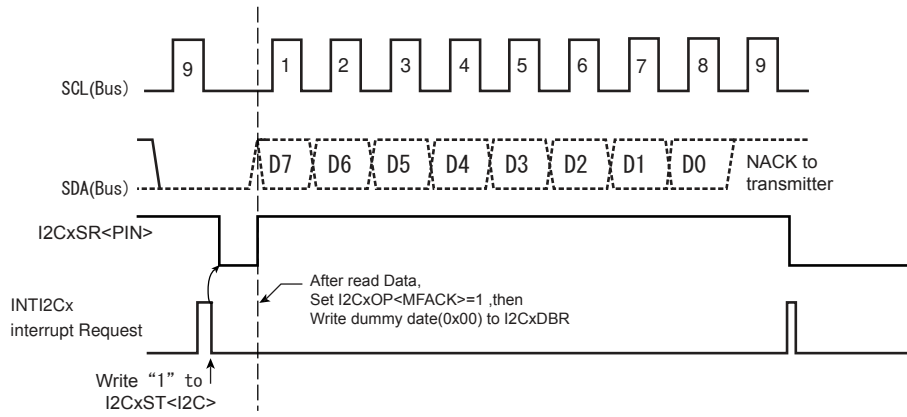 9 1 2 3 4 5 6 7 8 9
SCL(Bus)
D7 D6 D5 D4 D3 D2 D1 D0
NACK to
transmitter
SDA(Bus)
I2CxSR<PIN>
After read Data,
Set I2CxOP<MFACK>=1 ,then
Write dummy date(0x00) to I2CxDBR
INTI2Cx
interrupt Request
Write “1” to
I2CxST<I2C>